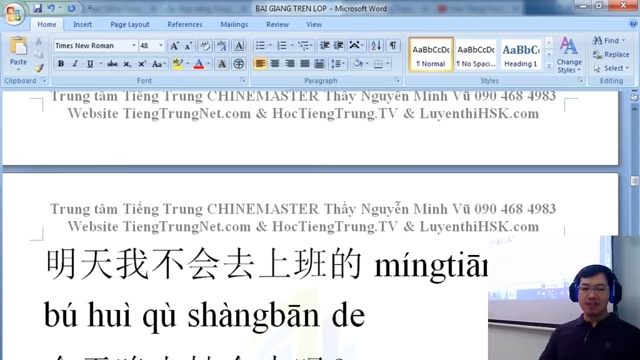 BAI GIANG TREN LOP - Microsoft Word
Home Insert Page Layout References Mailings Review View
Paste
Clipboard
Times New Roman 48
Font
Paragraph
AaBbCcDc AaBbCcDc AaBbC
¶ Normal ¶ No Spaci... Heading 1
Change Styles
Styles
Find
Replace
Select
Editing
Trung tâm Tiếng Trung CHINEMASTER Thầy Nguyễn Minh Vũ 090 468 4983
Website TiengTrungNet.com & HocTiengTrung.TV & LuyenthiHSK.com
Trung tâm Tiếng Trung CHINEMASTER Thầy Nguyễn Minh Vũ 090 468 4983
Website TiengTrungNet.com & HocTiengTrung.TV & LuyenthiHSK.com
明天我不会去上班的 míngtiān
bú huì qù shàngbān de